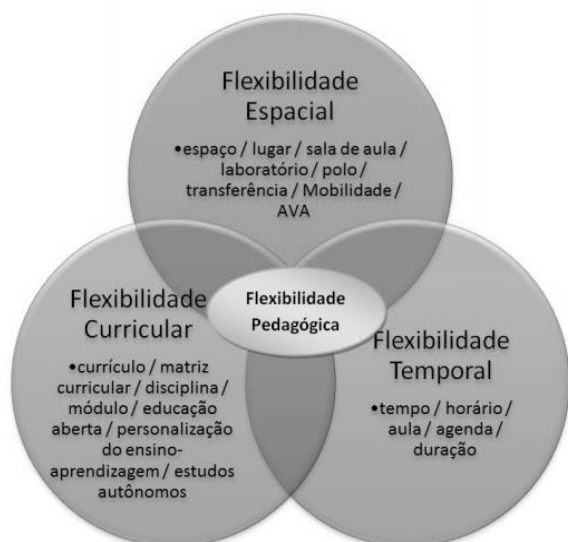 Flexibilidade
Espacial
•espaço / lugar / sala de aula /
laboratório / polo /
transferência / Mobilidade /
AVA
Flexibilidade
Pedagógica
Flexibilidade
Curricular
•currículo / matriz
curricular / disciplina /
módulo / educação
aberta / personalização
do ensino-
aprendizagem / estudos
autônomos
Flexibilidade
Temporal
•tempo / horário /
aula / agenda /
duração